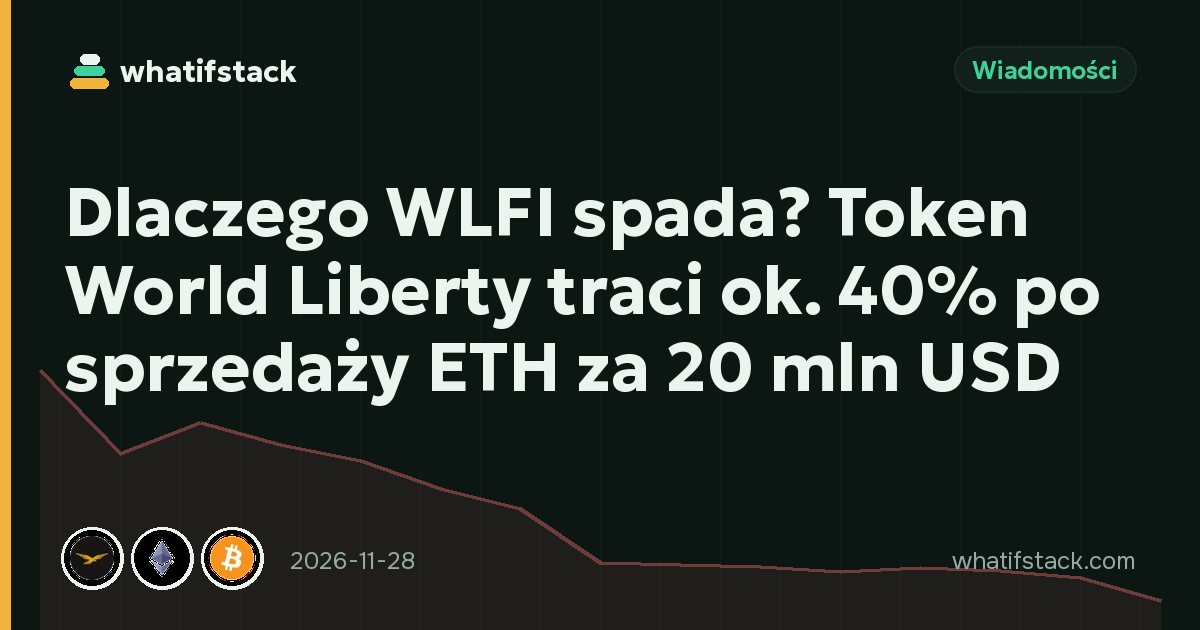 whatifstack
Wiadomości
Dlaczego WLFI spada? Token
World Liberty traci ok. 40% po
sprzedaży ETH za 20 mln USD
2026-11-28
whatifstack.com